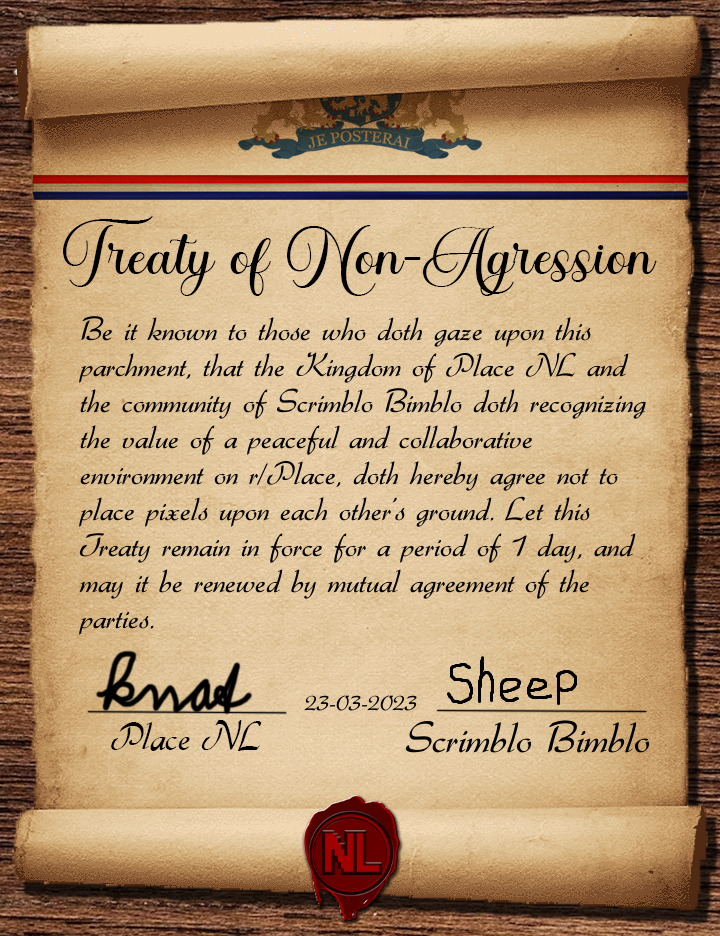 JE POSTERAI
Treaty of Non-Agression
Be it known to those who doth gaze upon this
parchment, that the Kingdom of Place NL and
the community of Scrimblo Bimblo doth recognizing
the value of a peaceful and collaborative
environment on r/Place, doth hereby agree not to
place pixels upon each other's ground. Let this
Treaty remain in force for a period of 1 day, and
may it be renewed by mutual agreement of the
parties.
23-03-2023 Sheep
Place NL Scrimblo Bimblo
NL